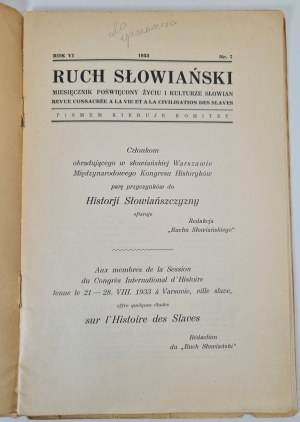 ROK VI 1933 Nr. 7
RUCH SŁOWIAŃSKI
MIESIĘCZNIK POŚWIĘCONY ŻYCIU I KULTURZE SŁOWIAN
REVUE CONSACRÉE A LA VIE ET A LA CIVILISATION DES SLAVES
PISMEM KIERUJE KOMITET
Członkom
obradującego w słowiańskiej Warszawie
Międzynarodowego Kongresu Historyków
parę przyczynków do
Historji Słowiańszczyzny
ofiaruje
Redakcja
„Ruchu Słowiańskiego"
Aux membres de la Session
du Congrès International d'Histoire
tenue le 21—28. VIII. 1933 à Varsovie, ville slave,
offre quelques études
sur l'Histoire des Slaves
Rédaction
du „Ruch Słowiański"